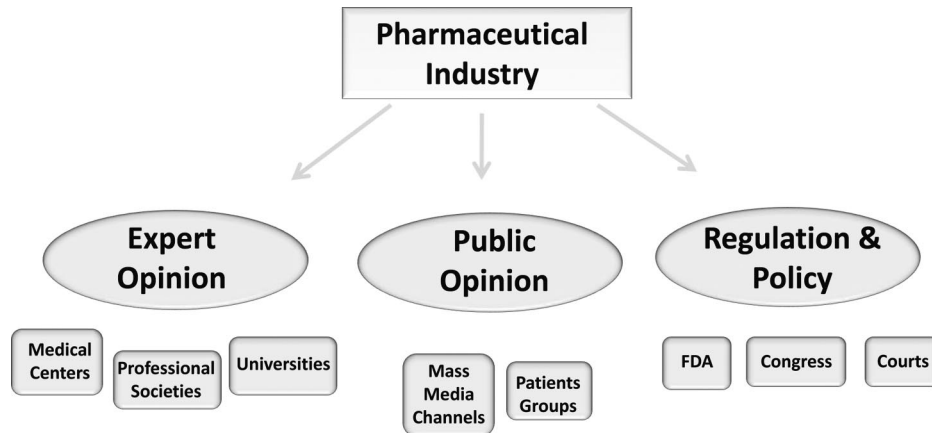 Pharmaceutical
Industry
Expert
Opinion
Public
Opinion
Regulation &
Policy
Medical
Centers
Professional
Societies
Universities
Mass
Media
Channels
Patients
Groups
FDA
Congress
Courts